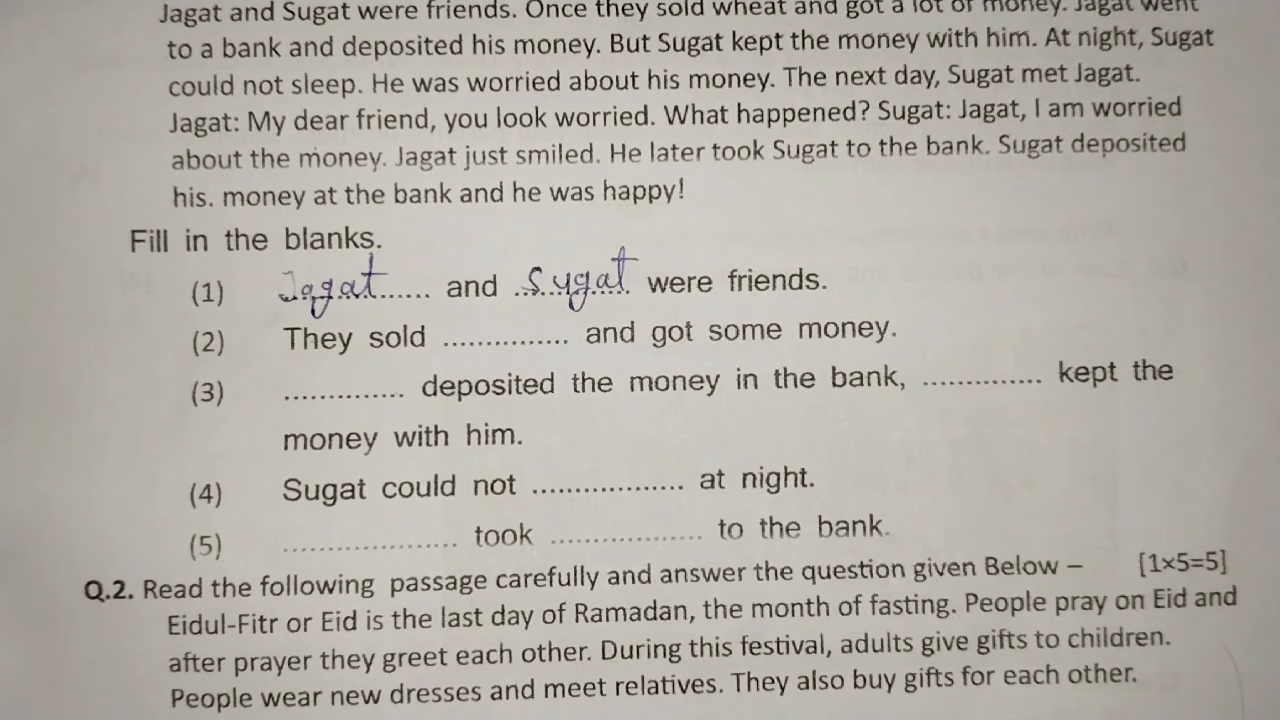 Jagat and Sugat were friends. Once they sold wheat and got a lot of money. Jagat went
to a bank and deposited his money. But Sugat kept the money with him. At night, Sugat
could not sleep. He was worried about his money. The next day, Sugat met Jagat.
Jagat: My dear friend, you look worried. What happened? Sugat: Jagat, I am worried
about the money. Jagat just smiled. He later took Sugat to the bank. Sugat deposited
his. money at the bank and he was happy!
Fill in the blanks.
(1) Jagat...... and Sugat were friends.
(2) They sold ............... and got some money.
(3) .............. deposited the money in the bank, .............. kept the
money with him.
(4) Sugat could not .................. at night.
(5) ..................... took .................. to the bank.
Q.2. Read the following passage carefully and answer the question given Below – [1×5=5]
Eidul-Fitr or Eid is the last day of Ramadan, the month of fasting. People pray on Eid and
after prayer they greet each other. During this festival, adults give gifts to children.
People wear new dresses and meet relatives. They also buy gifts for each other.